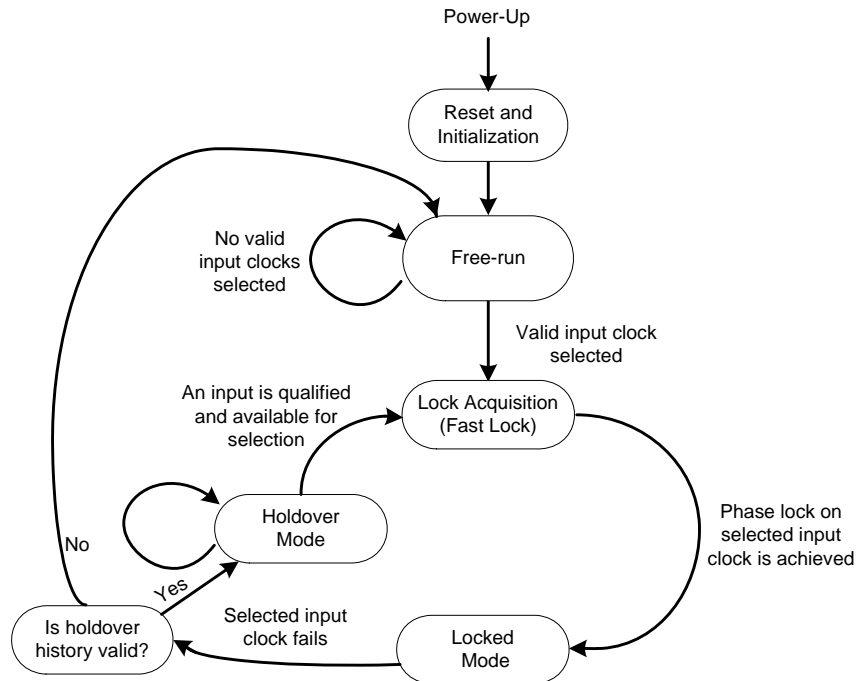 Power-Up
Reset and
Initialization
No valid
input clocks
selected
Free-run
Valid input clock
selected
An input is qualified
and available for
selection
Lock Acquisition
(Fast Lock)
Holdover
Mode
Phase lock on
selected input
clock is achieved
No
Yes
Is holdover
history valid?
Selected input
clock fails
Locked
Mode